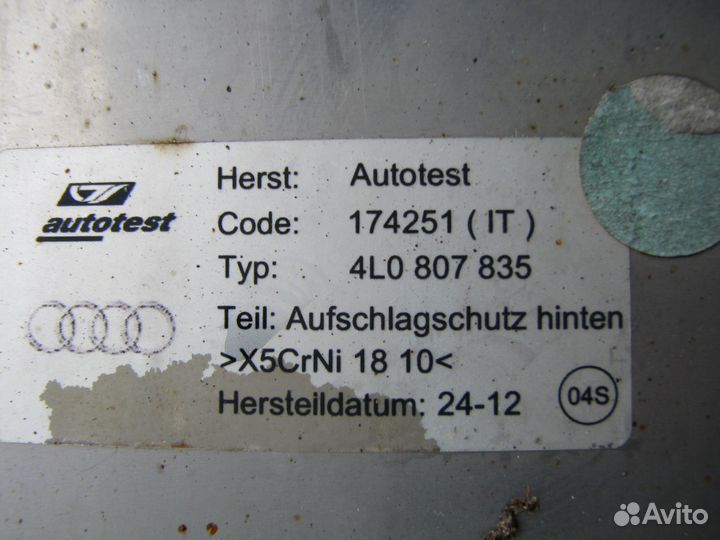 autotest
Herst: Autotest
Code: 174251 ( IT )
Typ: 4L0 807 835
Teil: Aufschlagschutz hinten
>X5CrNi 18 10<
Hersteildatum: 24-12
04S
Avito